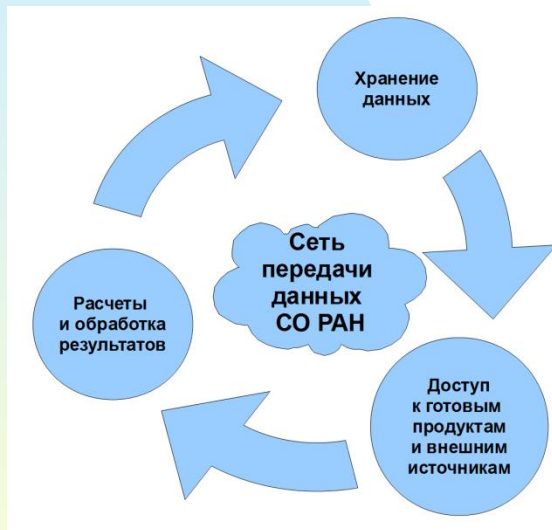 Хранение
данных
Сеть
передачи
данных
СО РАН
Расчеты
и обработка
результатов
Доступ
к готовым
продуктам
и внешним
источникам